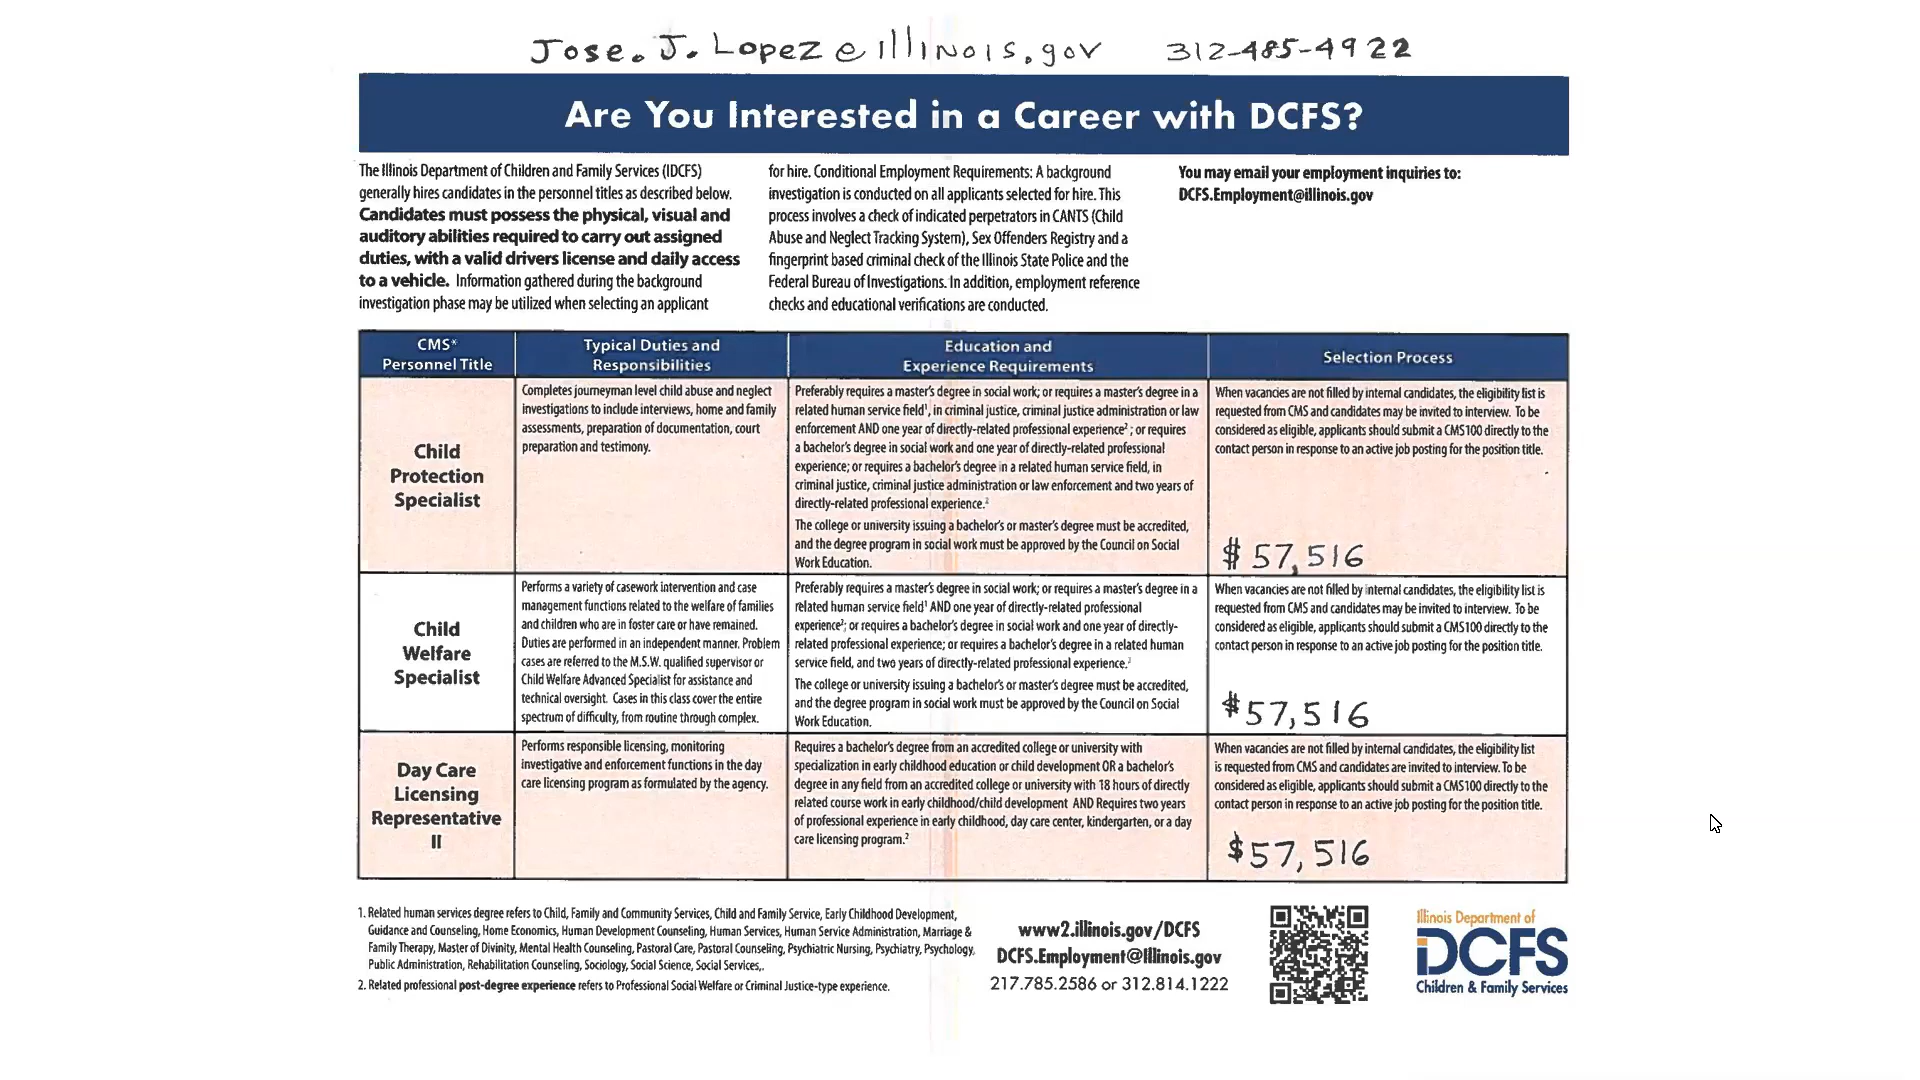 Jose.J.Lopez@illinois.gov 312-485-4922
Are You Interested in a Career with DCFS?
The Illinois Department of Children and Family Services (IDCFS)
generally hires candidates in the personnel titles as described below.
Candidates must possess the physical, visual and
auditory abilities required to carry out assigned
duties, with a valid drivers license and daily access
to a vehicle. Information gathered during the background
investigation phase may be utilized when selecting an applicant
for hire. Conditional Employment Requirements: A background
investigation is conducted on all applicants selected for hire. This
process involves a check of indicated perpetrators in CANTS (Child
Abuse and Neglect Tracking System), Sex Offenders Registry and a
fingerprint based criminal check of the Illinois State Police and the
Federal Bureau of Investigations. In addition, employment reference
checks and educational verifications are conducted.
You may email your employment inquiries to:
DCFS.Employment@illinois.gov
CMS*
Personnel Title
Typical Duties and
Responsibilities
Education and
Experience Requirements
Selection Process
Child
Protection
Specialist
Completes journeyman level child abuse and neglect
investigations to include interviews, home and family
assessments, preparation of documentation, court
preparation and testimony.
Preferably requires a master's degree in social work; or requires a master's degree in a
related human service field¹, in criminal justice, criminal justice administration or law
enforcement AND one year of directly-related professional experience²; or requires
a bachelor's degree in social work and one year of directly-related professional
experience; or requires a bachelor's degree in a related human service field, in
criminal justice, criminal justice administration or law enforcement and two years of
directly-related professional experience.²
The college or university issuing a bachelor's or master's degree must be accredited,
and the degree program in social work must be approved by the Council on Social
Work Education.
When vacancies are not filled by internal candidates, the eligibility list is
requested from CMS and candidates may be invited to interview. To be
considered as eligible, applicants should submit a CMS100 directly to the
contact person in response to an active job posting for the position title.
$57,516
Child
Welfare
Specialist
Performs a variety of casework intervention and case
management functions related to the welfare of families
and children who are in foster care or have remained.
Duties are performed in an independent manner. Problem
cases are referred to the M.S.W. qualified supervisor or
Child Welfare Advanced Specialist for assistance and
technical oversight. Cases in this class cover the entire
spectrum of difficulty, from routine through complex.
Preferably requires a master's degree in social work; or requires a master's degree in a
related human service field¹ AND one year of directly-related professional
experience²; or requires a bachelor's degree in social work and one year of directly-
related professional experience; or requires a bachelor's degree in a related human
service field, and two years of directly-related professional experience.²
The college or university issuing a bachelor's or master's degree must be accredited,
and the degree program in social work must be approved by the Council on Social
Work Education.
When vacancies are not filled by internal candidates, the eligibility list is
requested from CMS and candidates may be invited to interview. To be
considered as eligible, applicants should submit a CMS100 directly to the
contact person in response to an active job posting for the position title.
$57,516
Day Care
Licensing
Representative
II
Performs responsible licensing, monitoring
investigative and enforcement functions in the day
care licensing program as formulated by the agency.
Requires a bachelor's degree from an accredited college or university with
specialization in early childhood education or child development OR a bachelor's
degree in any field from an accredited college or university with 18 hours of directly
related course work in early childhood/child development AND Requires two years
of professional experience in early childhood, day care center, kindergarten, or a day
care licensing program.²
When vacancies are not filled by internal candidates, the eligibility list
is requested from CMS and candidates are invited to interview. To be
considered as eligible, applicants should submit a CMS100 directly to the
contact person in response to an active job posting for the position title.
$57,516
1. Related human services degree refers to Child, Family and Community Services, Child and Family Service, Early Childhood Development,
Guidance and Counseling, Home Economics, Human Development Counseling, Human Services, Human Service Administration, Marriage &
Family Therapy, Master of Divinity, Mental Health Counseling, Pastoral Care, Pastoral Counseling, Psychiatric Nursing, Psychiatry, Psychology,
Public Administration, Rehabilitation Counseling, Sociology, Social Science, Social Services,.
2. Related professional post-degree experience refers to Professional Social Welfare or Criminal Justice-type experience.
www2.illinois.gov/DCFS
DCFS.Employment@Illinois.gov
217.785.2586 or 312.814.1222
Illinois Department of
DCFS
Children & Family Services